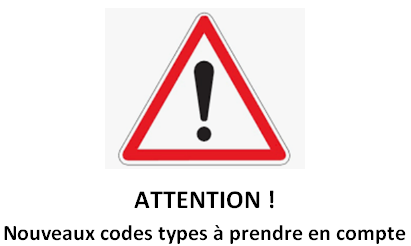 ATTENTION !
Nouveaux codes types à prendre en compte